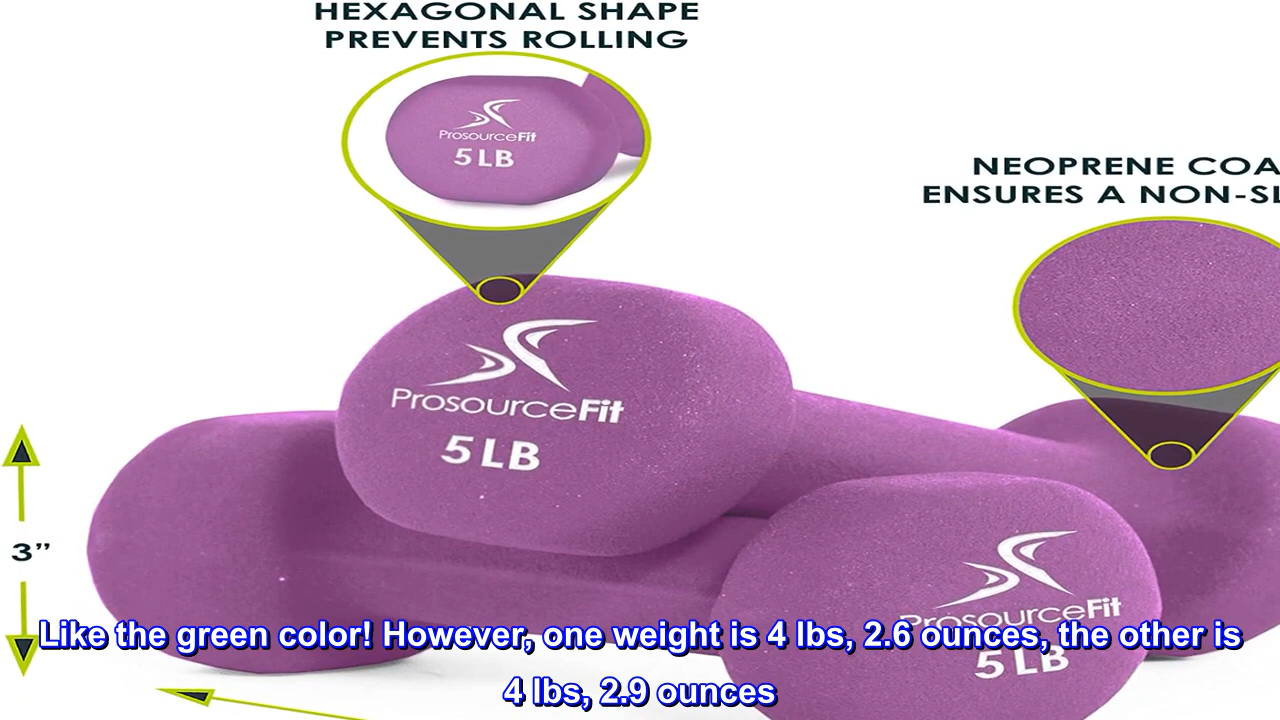 HEXAGONAL SHAPE
PREVENTS ROLLING
ProsourceFit
5 LB
NEOPRENE COA
ENSURES A NON-SL
ProsourceFit
5 LB
3”
ProsourceFit
5 LB
Like the green color! However, one weight is 4 lbs, 2.6 ounces, the other is
4 lbs, 2.9 ounces